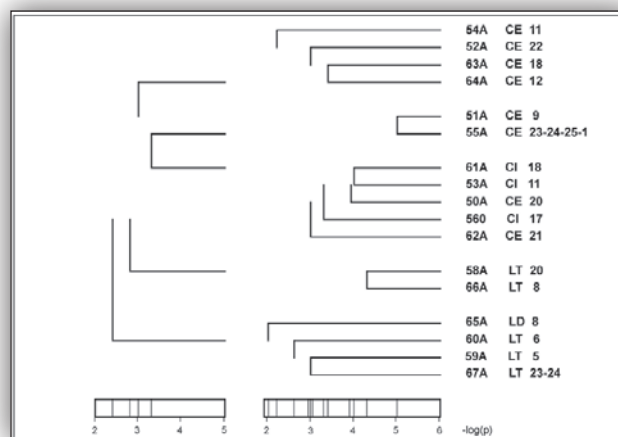 54A CE 11
52A CE 22
63A CE 18
64A CE 12
51A CE 9
55A CE 23-24-25-1
61A CI 18
53A CI 11
50A CE 20
560 CI 17
62A CE 21
58A LT 20
66A LT 8
65A LD 8
60A LT 6
59A LT 5
67A LT 23-24
2 3 4 5 2 3 4 5 6 -log(p)